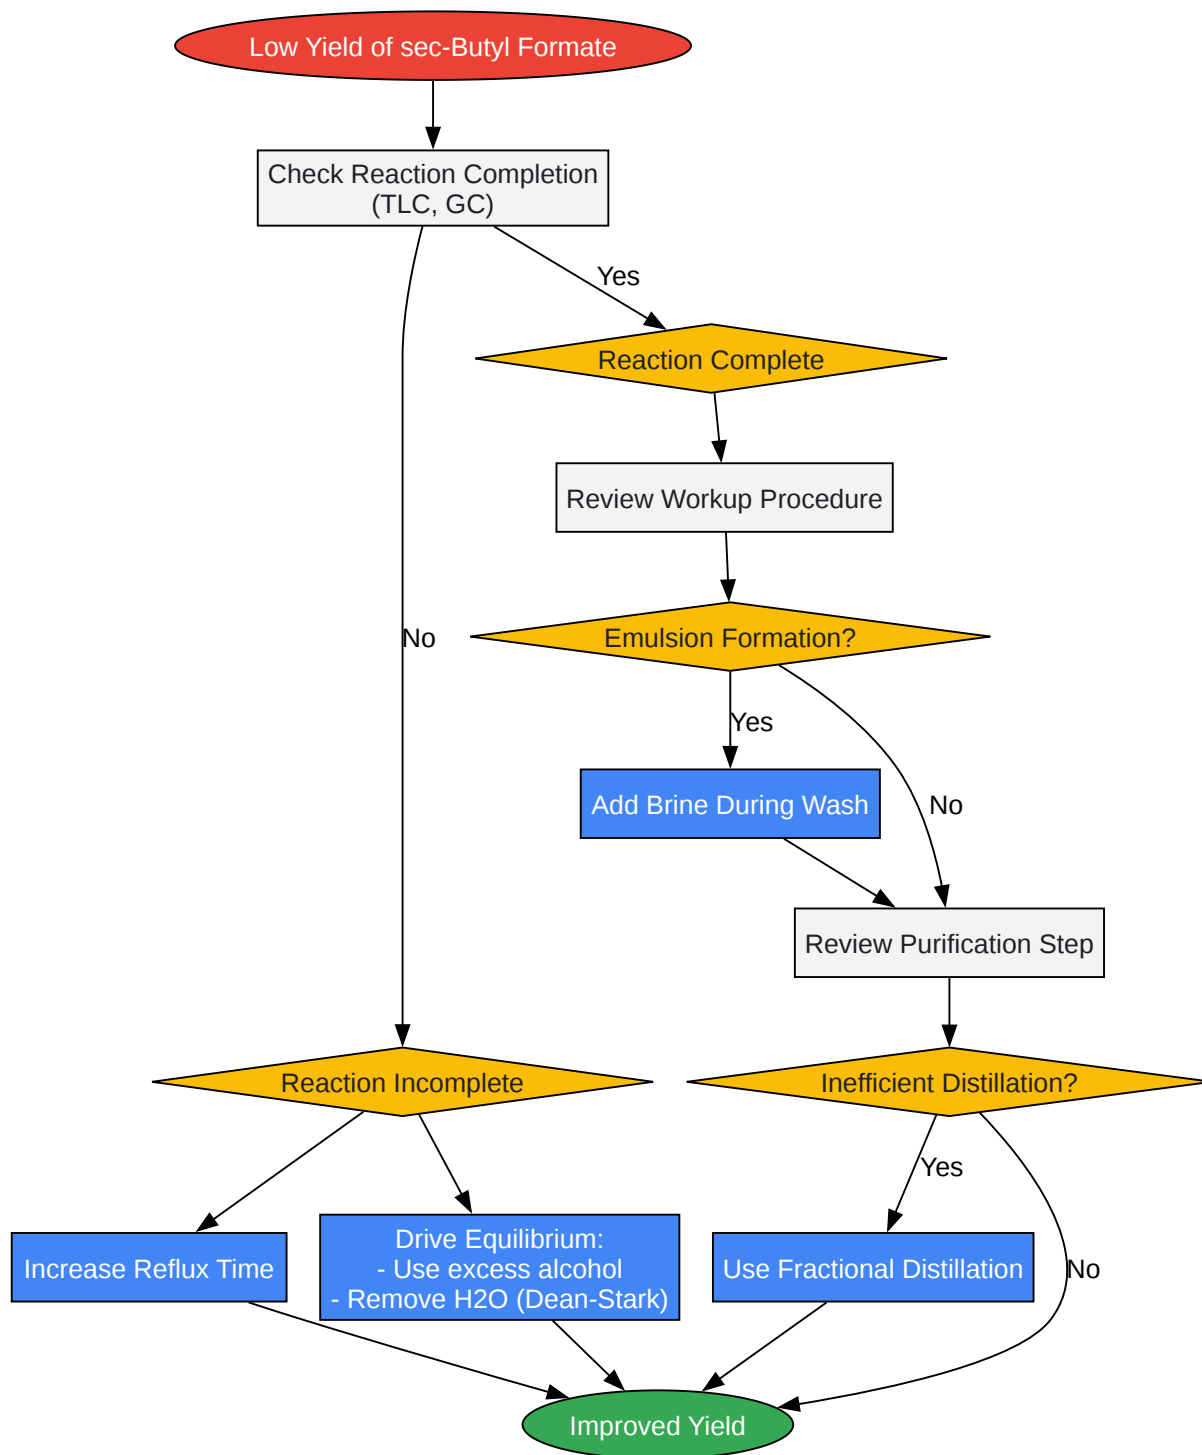 Low Yield of sec-Butyl Formate
Check Reaction Completion
(TLC, GC)
Yes
Reaction Complete
Review Workup Procedure
No
Emulsion Formation?
Yes
Add Brine During Wash
No
Review Purification Step
Reaction Incomplete
Inefficient Distillation?
Yes
Increase Reflux Time
Drive Equilibrium:
- Use excess alcohol
- Remove H2O (Dean-Stark)
Use Fractional Distillation
No
Improved Yield